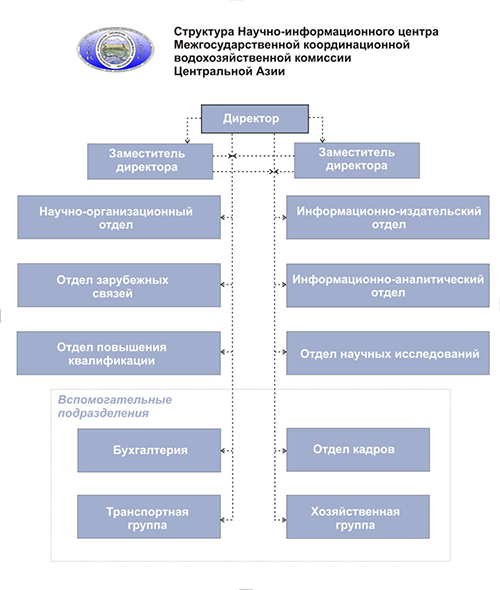 Структура Научно-информационного центра
Межгосударственной координационной
водохозяйственной комиссии
Центральной Азии
Директор
Заместитель
директора
Заместитель
директора
Научно-организационный
отдел
Информационно-издательский
отдел
Отдел зарубежных
связей
Информационно-аналитический
отдел
Отдел повышения
квалификации
Отдел научных исследований
Вспомогательные
подразделения
Бухгалтерия
Отдел кадров
Транспортная
группа
Хозяйственная
группа